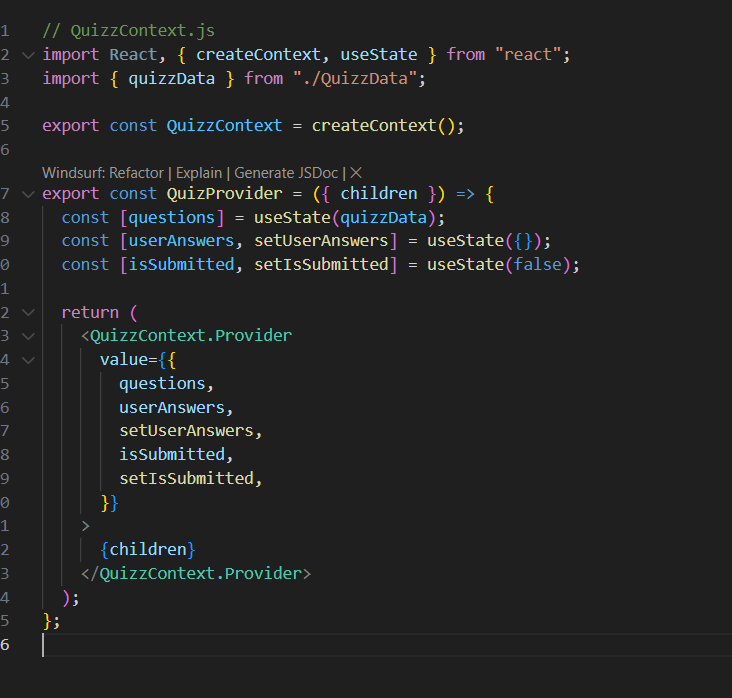 1 // QuizzContext.js
2 import React, { createContext, useState } from "react";
3 import { quizzData } from "./QuizzData";
4
5 export const QuizzContext = createContext();
6
Windsurf: Refactor | Explain | Generate JSDoc | X
7 export const QuizProvider = ({ children }) => {
8 const [questions] = useState(quizzData);
9 const [userAnswers, setUserAnswers] = useState({});
0 const [isSubmitted, setIsSubmitted] = useState(false);
1
2 return (
3 <QuizzContext.Provider
4 value={{
5 questions,
6 userAnswers,
7 setUserAnswers,
8 isSubmitted,
9 setIsSubmitted,
0 }}
1 >
2 {children}
3 </QuizzContext.Provider>
4 );
5 };
6